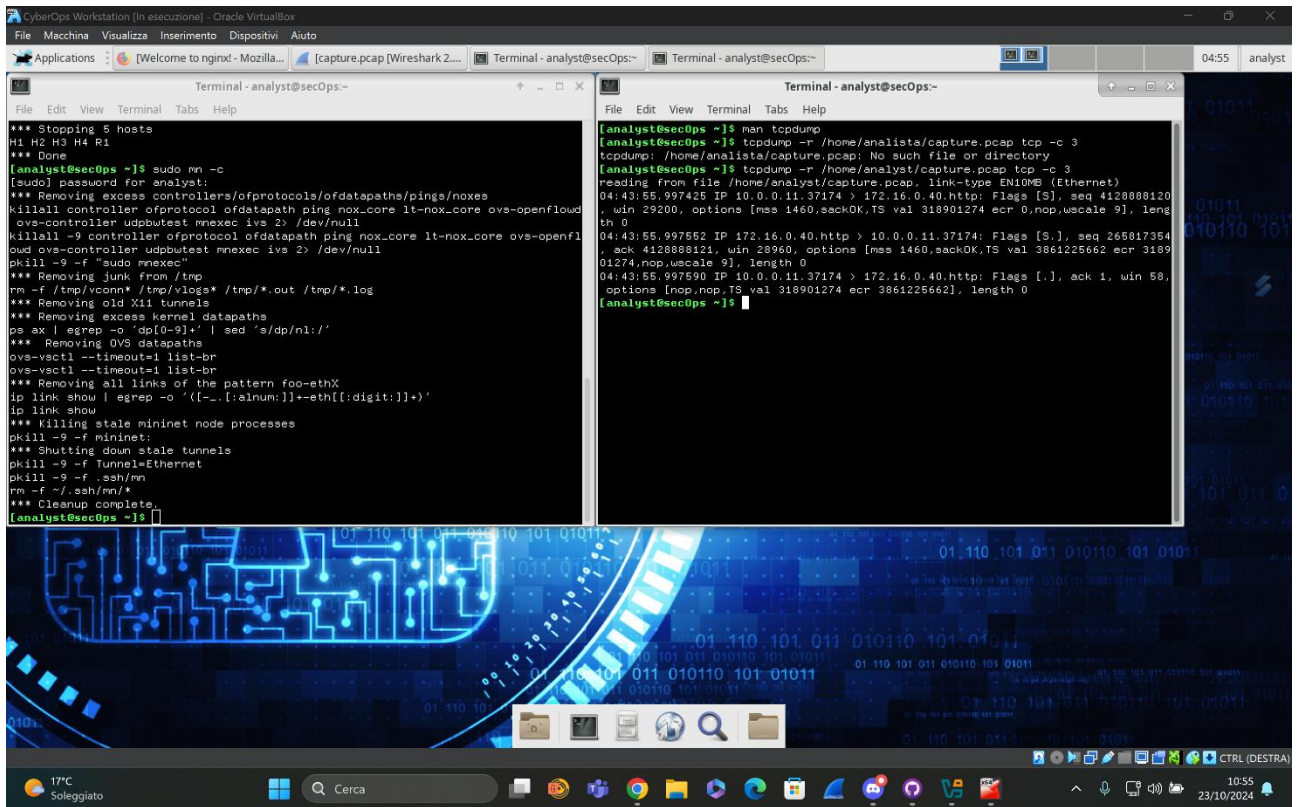 CyberOps Workstation [In esecuzione] - Oracle VirtualBox
File Macchina Visualizza Inserimento Dispositivi Aiuto
Applications [Welcome to nginx! - Mozilla... [capture.pcap [Wireshark 2.... Terminal - analyst@secOps:~ Terminal - analyst@secOps:~ 04:55 analyst
Terminal - analyst@secOps:~
File Edit View Terminal Tabs Help
*** Stopping 5 hosts
H1 H2 H3 H4 R1
*** Done
[analyst@secOps ~]$ sudo mn -c
[sudo] password for analyst:
*** Removing excess controllers/ofprotocols/ofdatapaths/pings/noxes
killall controller ofprotocol ofdatapath ping nox_core lt-nox_core ovs-openflowd
 ovs-controller udpbwtest mnexec ivs 2> /dev/null
killall -9 controller ofprotocol ofdatapath ping nox_core lt-nox_core ovs-openfl
owd ovs-controller udpbwtest mnexec ivs 2> /dev/null
pkill -9 -f "sudo mnexec"
*** Removing junk from /tmp
rm -f /tmp/vconn* /tmp/vlogs* /tmp/*.out /tmp/*.log
*** Removing old X11 tunnels
*** Removing excess kernel datapaths
ps ax | egrep -o 'dp[0-9]+' | sed 's/dp/nl:/'
***  Removing OVS datapaths
ovs-vsctl --timeout=1 list-br
ovs-vsctl --timeout=1 list-br
*** Removing all links of the pattern foo-ethX
ip link show | egrep -o '([-_.[:alnum:]]+-eth[[:digit:]]+)'
ip link show
*** Killing stale mininet node processes
pkill -9 -f mininet:
*** Shutting down stale tunnels
pkill -9 -f Tunnel=Ethernet
pkill -9 -f .ssh/mn
rm -f ~/.ssh/mn/*
*** Cleanup complete.
[analyst@secOps ~]$
Terminal - analyst@secOps:~
File Edit View Terminal Tabs Help
[analyst@secOps ~]$ man tcpdump
[analyst@secOps ~]$ tcpdump -r /home/analista/capture.pcap tcp -c 3
tcpdump: /home/analista/capture.pcap: No such file or directory
[analyst@secOps ~]$ tcpdump -r /home/analyst/capture.pcap tcp -c 3
reading from file /home/analyst/capture.pcap, link-type EN10MB (Ethernet)
04:43:55.997425 IP 10.0.0.11.37174 > 172.16.0.40.http: Flags [S], seq 4128888120
, win 29200, options [mss 1460,sackOK,TS val 318901274 ecr 0,nop,wscale 9], leng
th 0
04:43:55.997552 IP 172.16.0.40.http > 10.0.0.11.37174: Flags [S.], seq 265817354
, ack 4128888121, win 28960, options [mss 1460,sackOK,TS val 3861225662 ecr 3189
01274,nop,wscale 9], length 0
04:43:55.997590 IP 10.0.0.11.37174 > 172.16.0.40.http: Flags [.], ack 1, win 58,
 options [nop,nop,TS val 318901274 ecr 3861225662], length 0
[analyst@secOps ~]$
01 110 101 011 010110 101 01011
01 110 101 011 010110 101 01011
01 110 101 011 010110 101 01011
011 010110 101 01011
CTRL (DESTRA)
17°C
Soleggiato
Cerca
10:55
23/10/2024